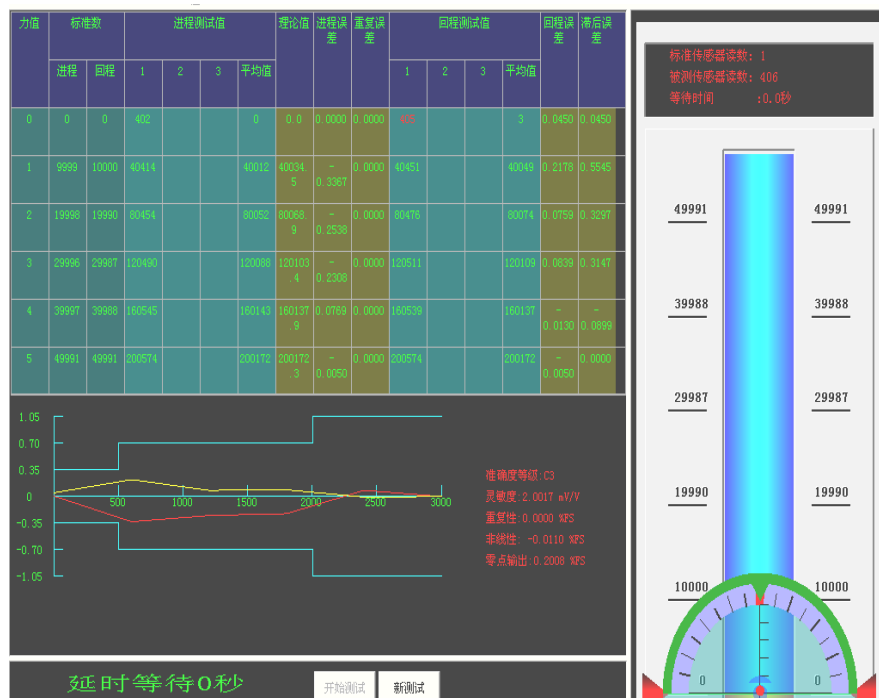 力值 标准数 进程测试值 理论值 进程误差 重复误差 回程测试值 回程误差 滞后误差
进程 回程 1 2 3 平均值 1 2 3 平均值
0 0 0 402 0 0.0 0.0000 0.0000 3 0.0450 0.0450
1 9999 10000 40414 40012 40034.5 -0.3367 0.0000 40451 40049 0.2178 0.5545
2 19998 19990 80454 80052 80068.9 -0.2538 0.0000 80476 80074 0.0759 0.3297
3 29996 29987 120490 120088 120103.4 -0.2308 0.0000 120511 120109 0.0839 0.3147
4 39997 39988 160545 160143 160137.9 0.0769 0.0000 160539 160137 -0.0130 -0.0899
5 49991 49991 200574 200172 200172.3 -0.0050 0.0000 200574 200172 -0.0050 0.0000
1.05
0.70
0.35
0
-0.35
-0.70
-1.05
500 1000 1500 2000 2500 3000
准确度等级:C3
灵敏度:2.0017 mV/V
重复性:0.0000 %FS
非线性: -0.0110 %FS
零点输出:0.2008 %FS
延时等待0秒
开始测试 新测试
标准传感器读数: 1
被测传感器读数: 406
等待时间 :0.0秒
49991 49991
39988 39988
29987 29987
19990 19990
10000 10000
0 0